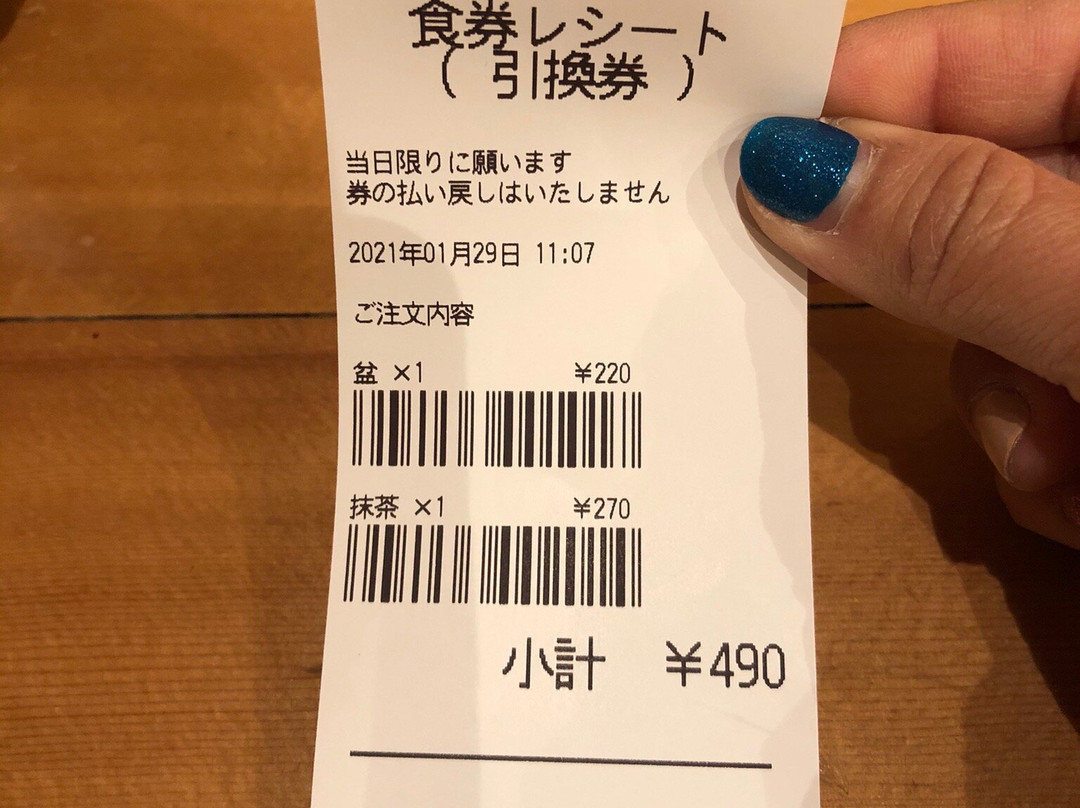 食券レシート
( 引換券 )
当日限りに願います
券の払い戻しはいたしません
2021年01月29日 11:07
ご注文内容
盆 ×1 ¥220
抹茶 ×1 ¥270
小計 ¥490